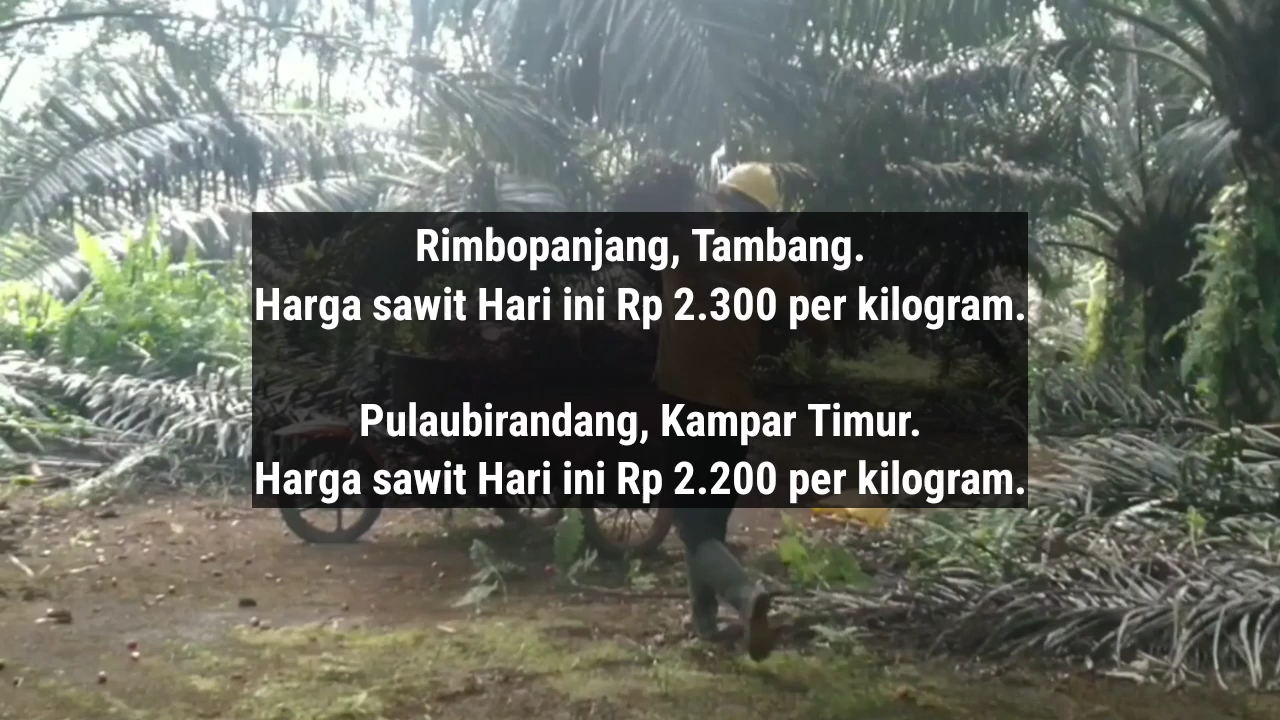 Rimbopanjang, Tambang.
Harga sawit Hari ini Rp 2.300 per kilogram.
Pulaubirandang, Kampar Timur.
Harga sawit Hari ini Rp 2.200 per kilogram.